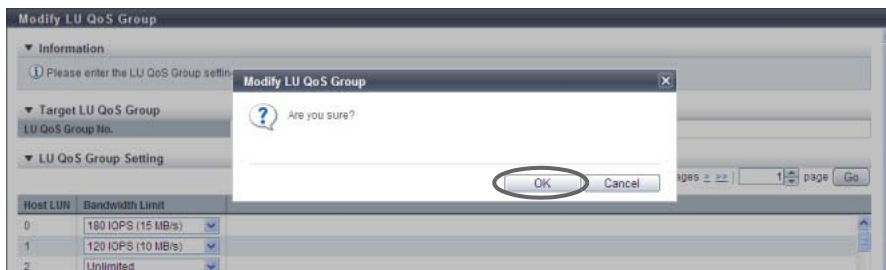 Modify LU QoS Group
▼ Information
Please enter the LU QoS Group settin
Modify LU QoS Group
Are you sure?
▼ Target LU QoS Group
LU QoS Group No.
▼ LU QoS Group Setting
OK Cancel
ages > >> | 1 page Go
Host LUN Bandwidth Limit
0 180 IOPS (15 MB/s)
1 120 IOPS (10 MB/s)
2 Unlimited